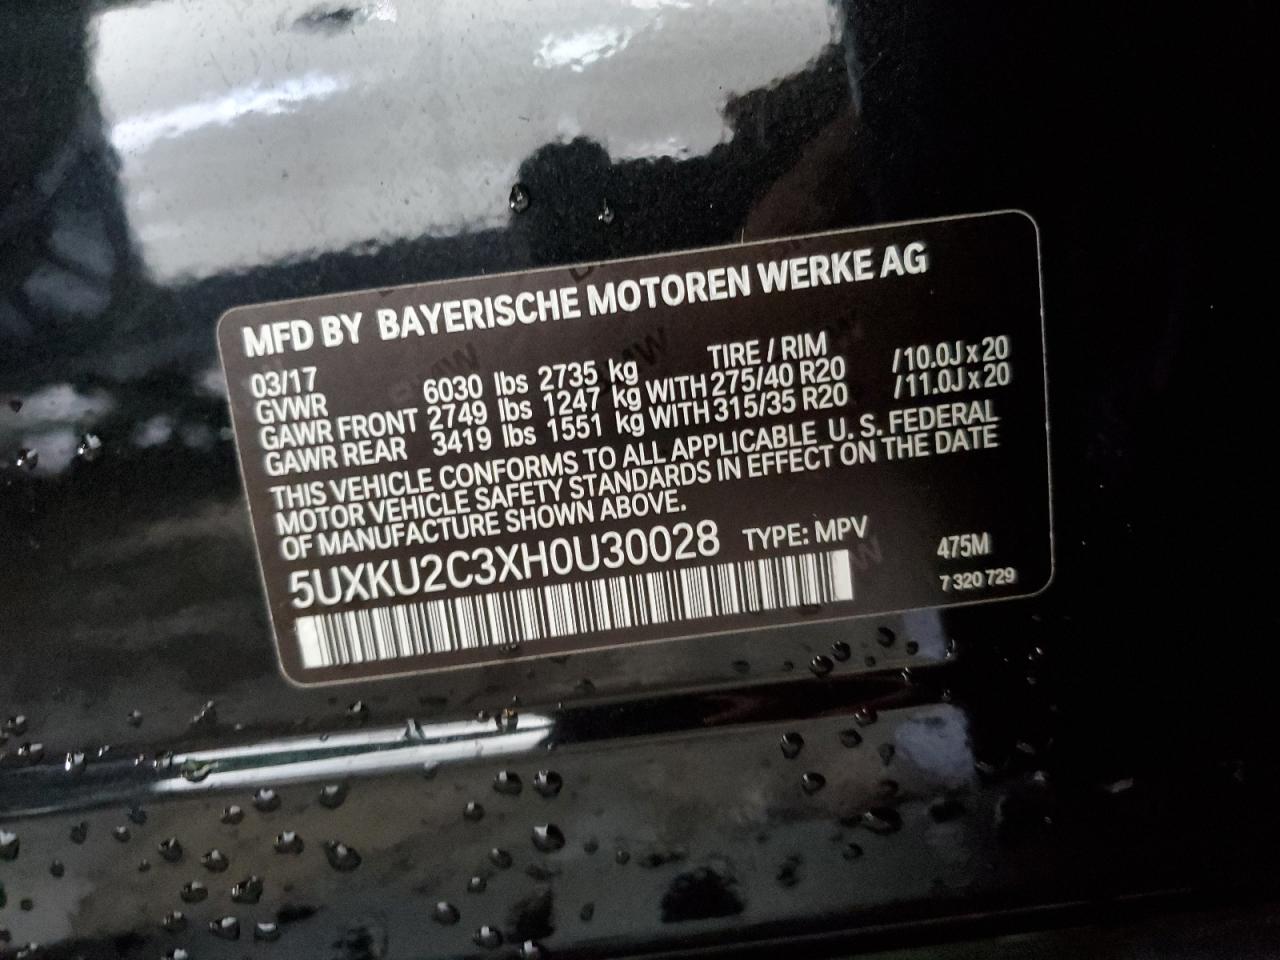 MFD BY BAYERISCHE MOTOREN WERKE AG
03/17 TIRE / RIM
GVWR 6030 lbs 2735 kg
GAWR FRONT 2749 lbs 1247 kg WITH 275/40 R20 /10.0J x 20
GAWR REAR 3419 lbs 1551 kg WITH 315/35 R20 /11.0J x 20
THIS VEHICLE CONFORMS TO ALL APPLICABLE U. S. FEDERAL
MOTOR VEHICLE SAFETY STANDARDS IN EFFECT ON THE DATE
OF MANUFACTURE SHOWN ABOVE.
5UXKU2C3XH0U30028 TYPE: MPV 475M
7 320 729